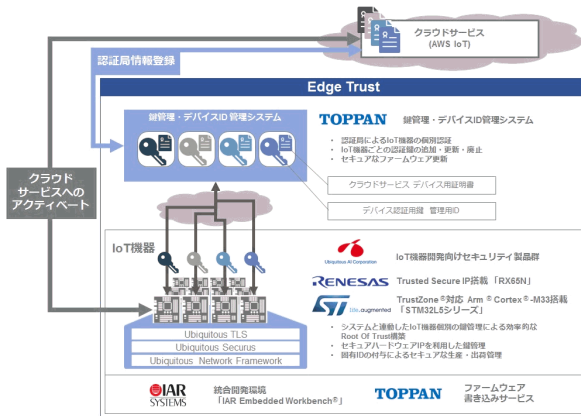 クラウドサービス
(AWS IoT)
認証局情報登録
Edge Trust
鍵管理・デバイスID 管理システム
TOPPAN
鍵管理・デバイスID管理システム
・ 認証局によるIoT機器の個別認証
・ IoT機器ごとの認証鍵の追加・更新・廃止
・ セキュアなファームウェア更新
クラウドサービス デバイス用証明書
デバイス認証用鍵 管理用ID
クラウド
サービスへの
アクティベート
IoT機器
Ubiquitous AI Corporation
IoT機器開発向けセキュリティ製品群
RENESAS
Trusted Secure IP搭載 「RX65N」
ST
life.augmented
TrustZone®対応 Arm® Cortex®-M33搭載
「STM32L5シリーズ」
Ubiquitous TLS
Ubiquitous Securus
Ubiquitous Network Framework
・ システムと連動したIoT機器個別の鍵管理による効率的な
Root Of Trust構築
・ セキュアハードウェアIPを利用した鍵管理
・ 固有IDの付与によるセキュアな生産・出荷管理
IAR
SYSTEMS
統合開発環境
「IAR Embedded Workbench®」
TOPPAN
ファームウェア
書き込みサービス